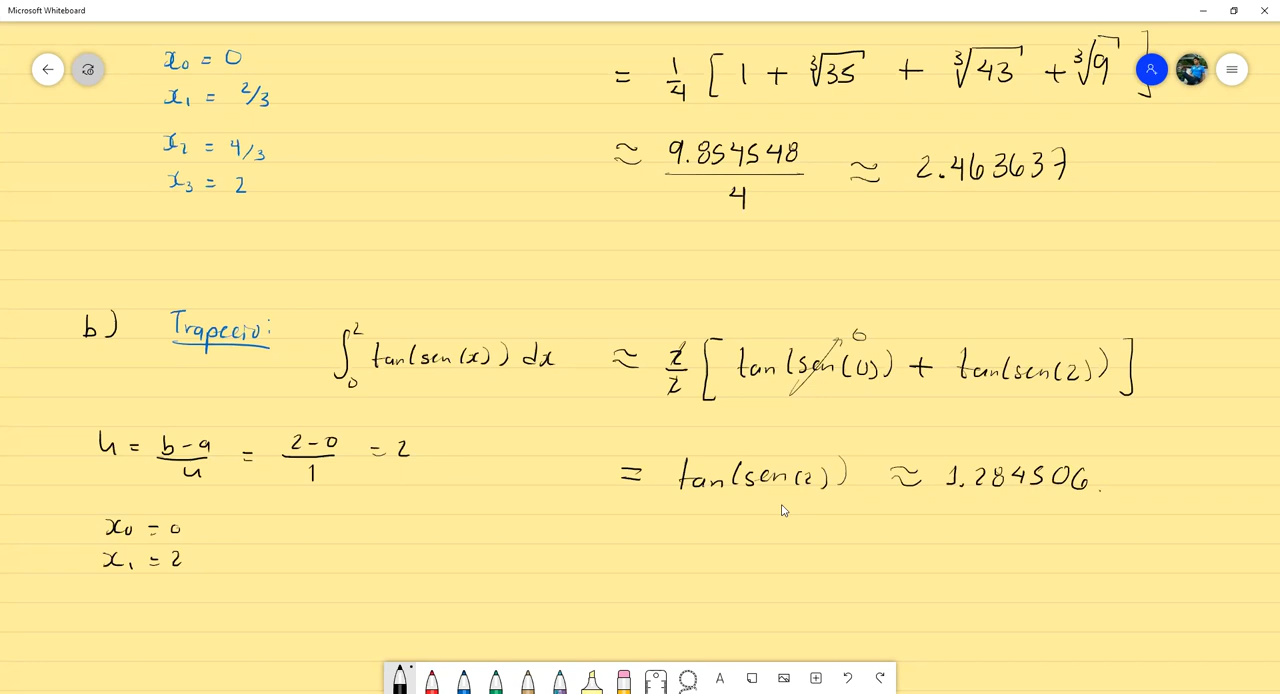 Microsoft Whiteboard
x₀ = 0
x₁ = 2/3
x₂ = 4/3
x₃ = 2
= 1/4 [ 1 + ∛35 + ∛43 + ∛9 ]
≈ 9.854548/4 ≈ 2.463637
b) Trapecio: ∫₀² tan(sen(x)) dx ≈ 2/2 [ tan(sen(0)) 0 + tan(sen(2)) ]
h = b-a/n = 2-0/1 = 2
= tan(sen(2)) ≈ 1.284506.
x₀ = 0
x₁ = 2
A